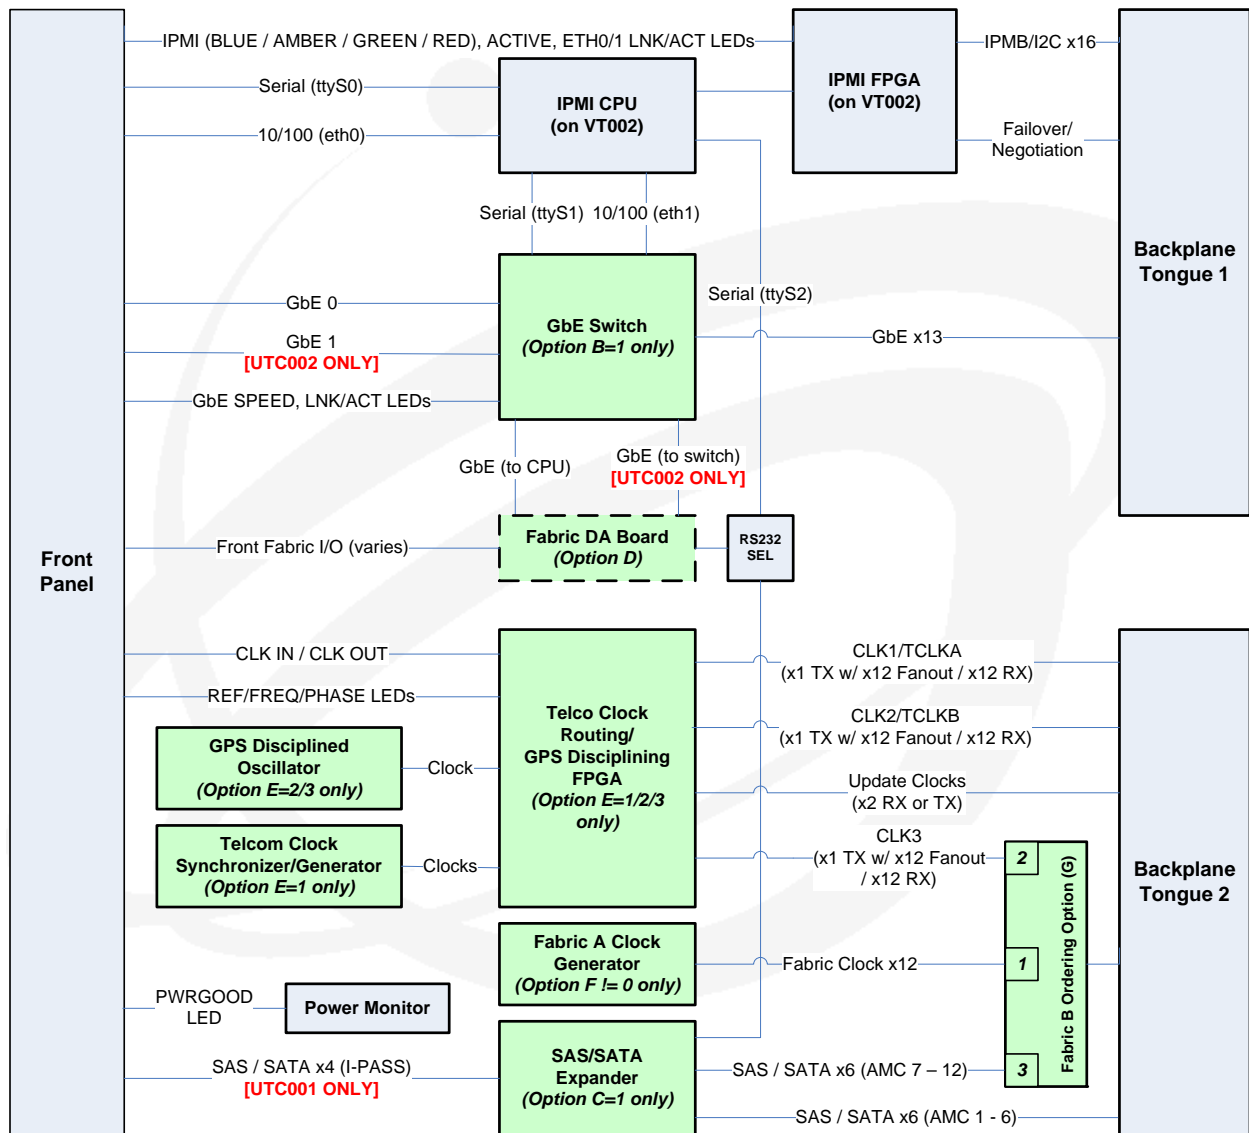 IPMI (BLUE / AMBER / GREEN / RED), ACTIVE, ETH0/1 LNK/ACT LEDs
IPMB/I2C x16
Serial (ttyS0)
IPMI CPU
(on VT002)
IPMI FPGA
(on VT002)
10/100 (eth0)
Failover/
Negotiation
Serial (ttyS1)
10/100 (eth1)
Backplane
Tongue 1
Serial (ttyS2)
GbE 0
GbE 1
[UTC002 ONLY]
GbE Switch
(Option B=1 only)
GbE x13
GbE SPEED, LNK/ACT LEDs
GbE (to CPU)
GbE (to switch)
[UTC002 ONLY]
Front
Panel
Front Fabric I/O (varies)
Fabric DA Board
(Option D)
RS232
SEL
CLK IN / CLK OUT
REF/FREQ/PHASE LEDs
Telco Clock
Routing/
GPS Disciplining
FPGA
(Option E=1/2/3
only)
CLK1/TCLKA
(x1 TX w/ x12 Fanout / x12 RX)
CLK2/TCLKB
(x1 TX w/ x12 Fanout / x12 RX)
GPS Disciplined
Oscillator
(Option E=2/3 only)
Clock
Update Clocks
(x2 RX or TX)
Telcom Clock
Synchronizer/Generator
(Option E=1 only)
Clocks
CLK3
(x1 TX w/ x12 Fanout
/ x12 RX)
2
1
3
Fabric B Ordering Option (G)
Backplane
Tongue 2
Fabric A Clock
Generator
(Option F != 0 only)
Fabric Clock x12
PWRGOOD
LED
Power Monitor
SAS / SATA x4 (I-PASS)
[UTC001 ONLY]
SAS/SATA
Expander
(Option C=1 only)
SAS / SATA x6 (AMC 7 – 12)
SAS / SATA x6 (AMC 1 - 6)